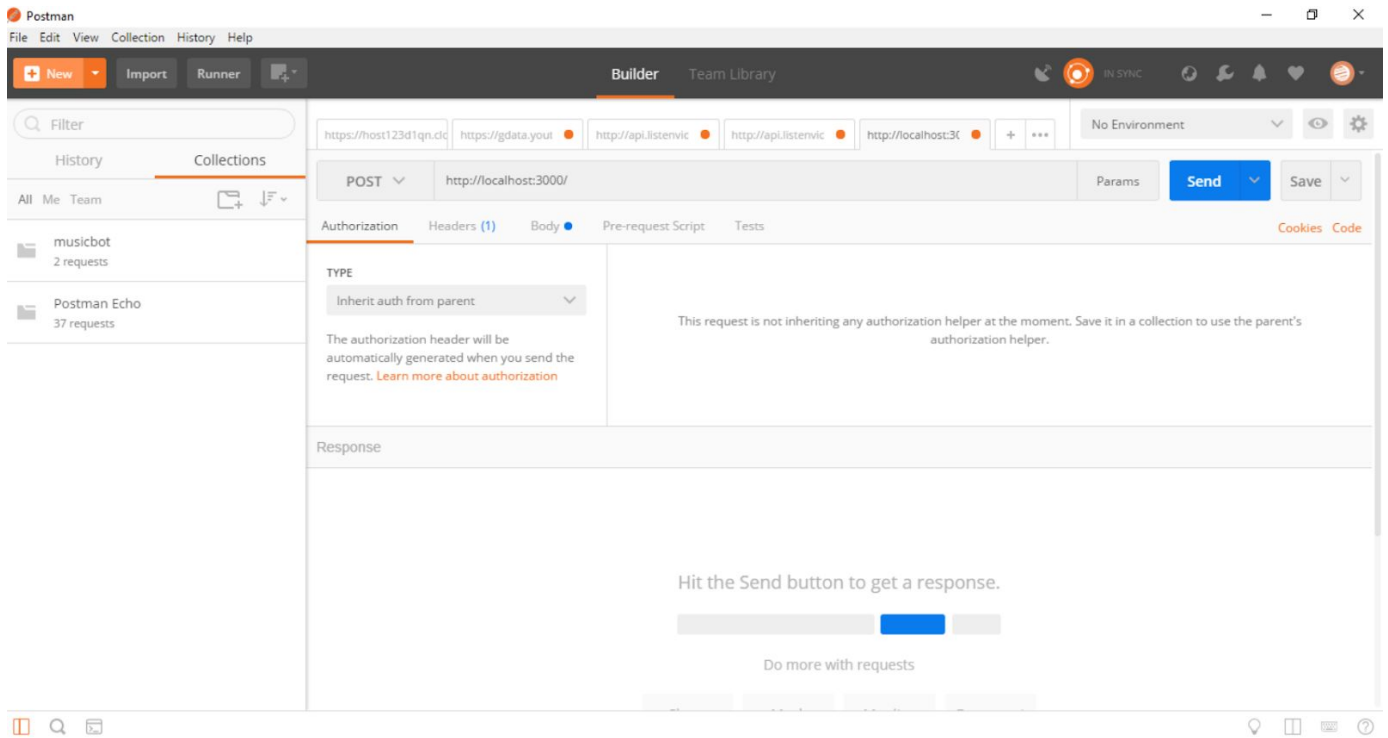 Postman
File Edit View Collection History Help
New Import Runner Builder Team Library IN SYNC
Filter
History Collections
All Me Team
musicbot
2 requests
Postman Echo
37 requests
https://host123d1qn.clo https://gdata.yout http://api.listenvic http://api.listenvic http://localhost:30 + •••
No Environment
POST http://localhost:3000/ Params Send Save
Authorization Headers (1) Body Pre-request Script Tests Cookies Code
TYPE
Inherit auth from parent
The authorization header will be
automatically generated when you send the
request. Learn more about authorization
This request is not inheriting any authorization helper at the moment. Save it in a collection to use the parent's
authorization helper.
Response
Hit the Send button to get a response.
Do more with requests